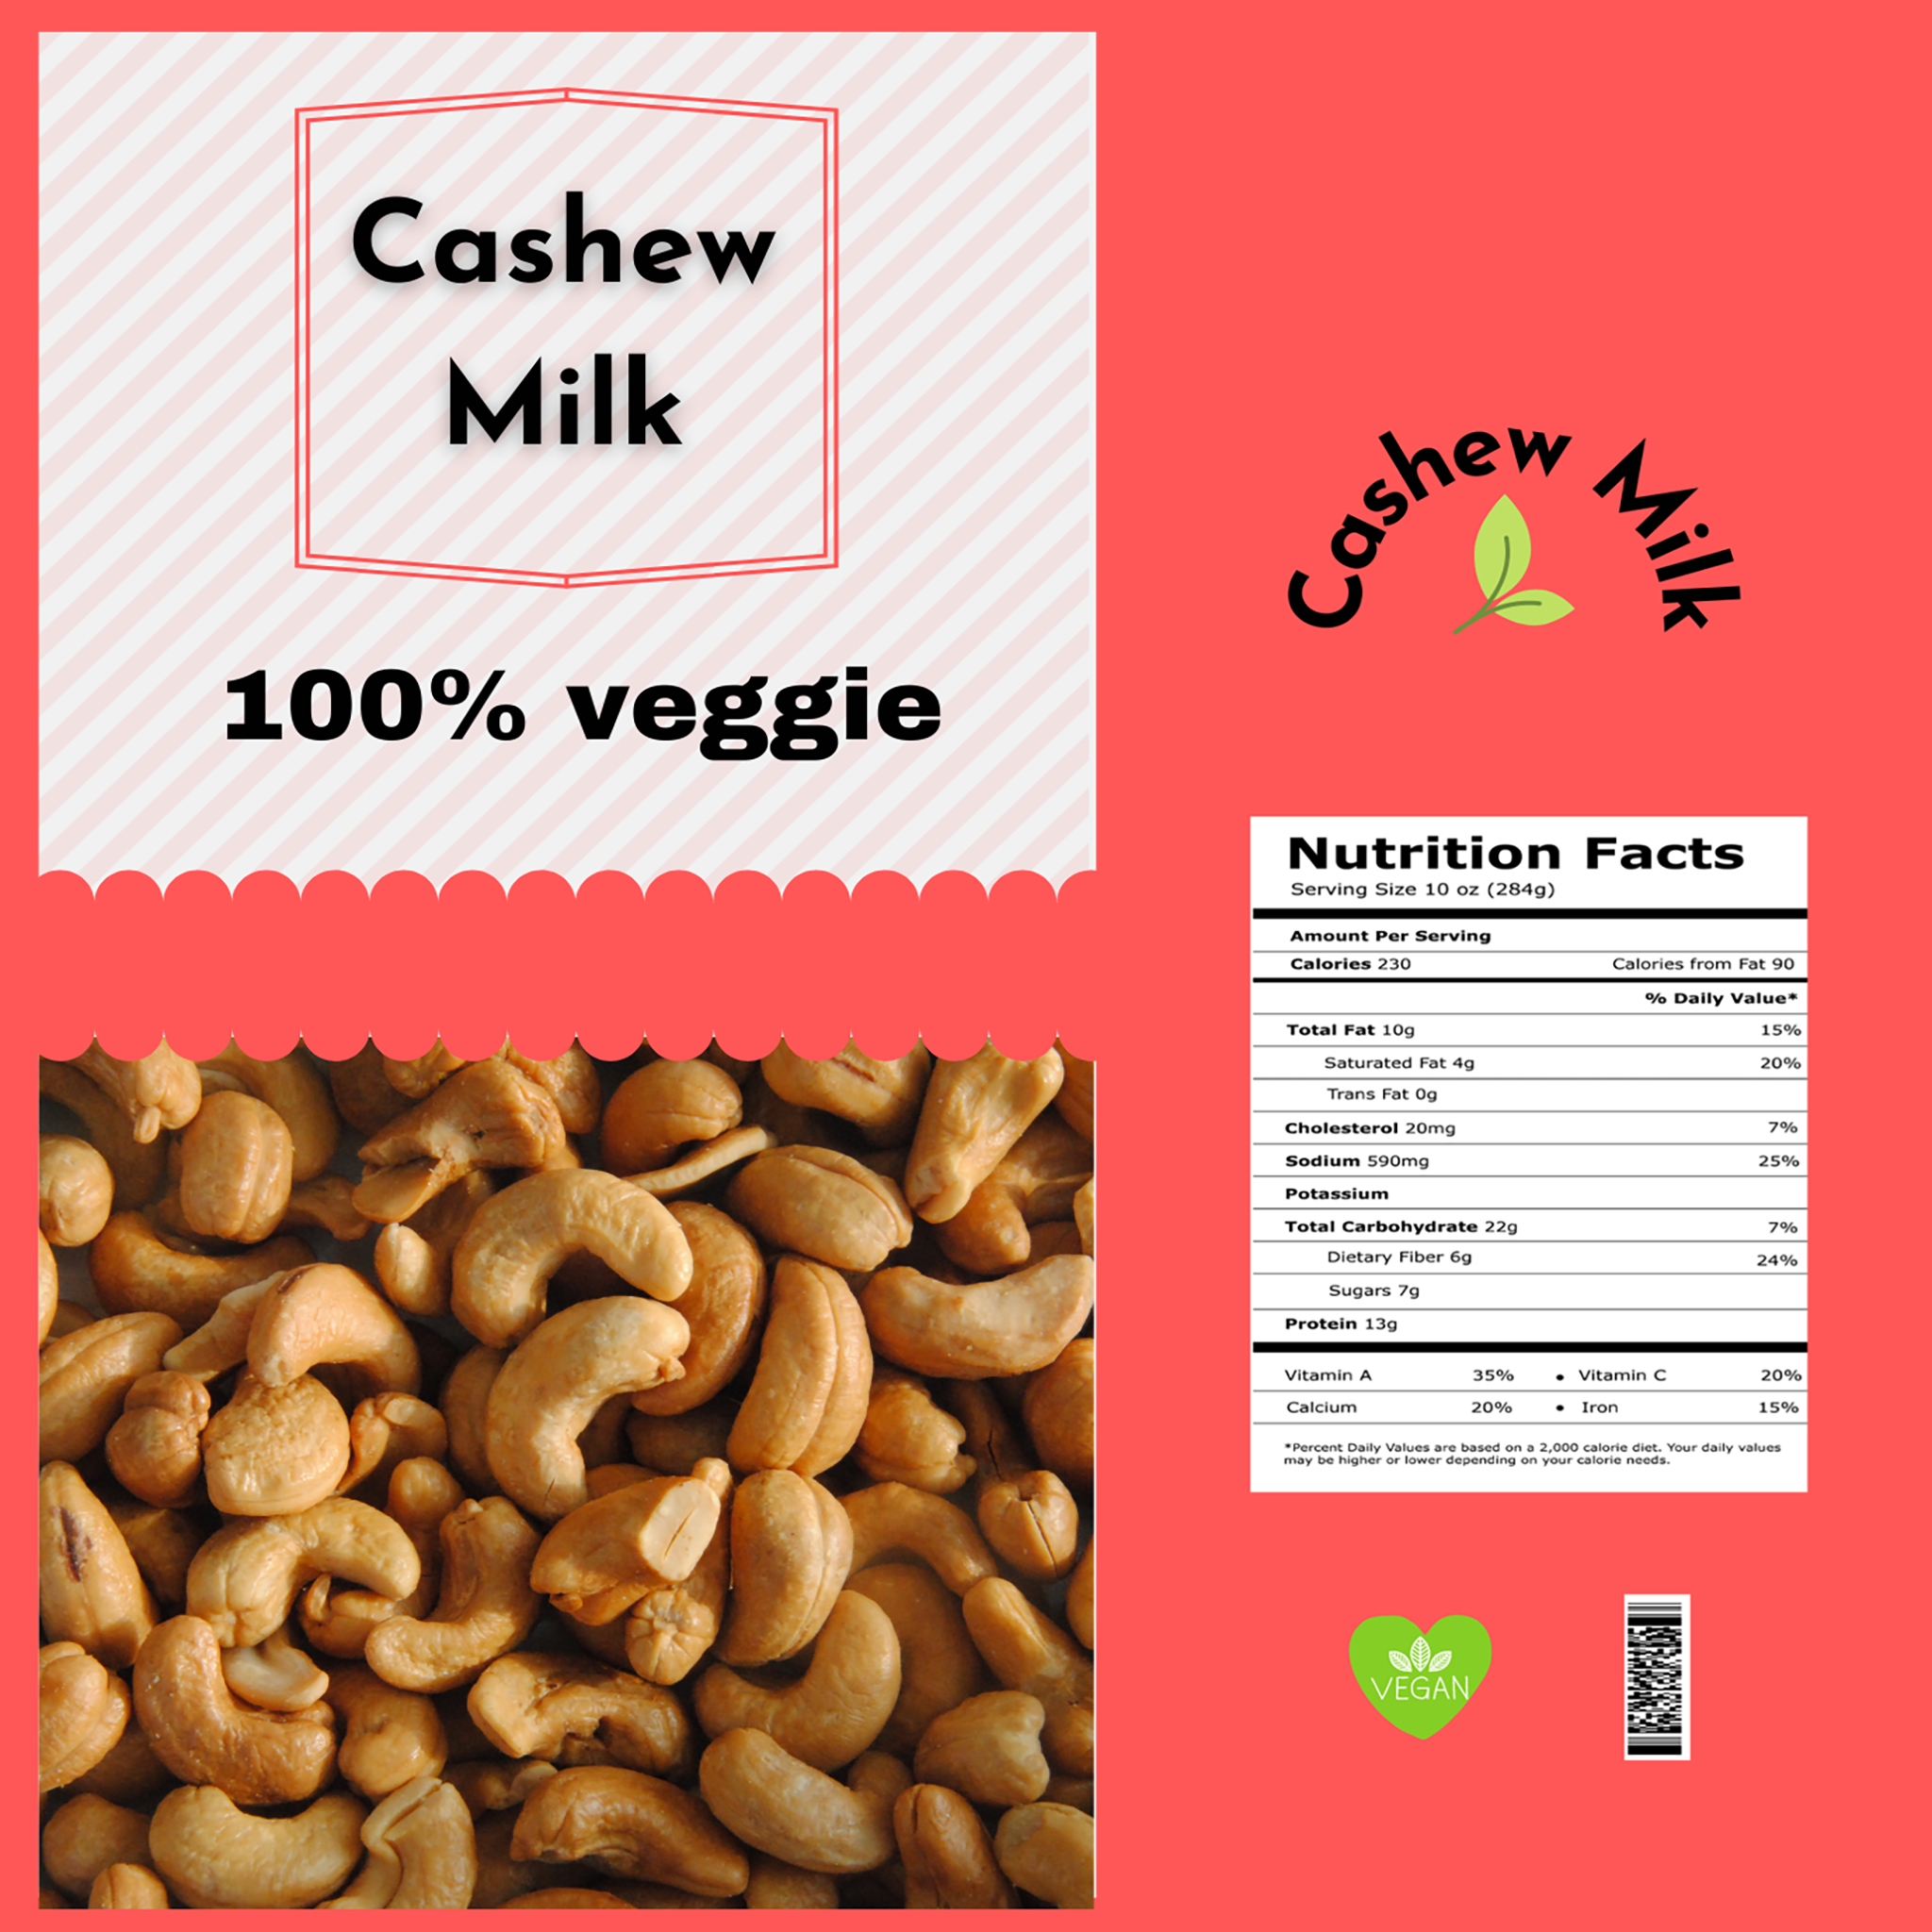 Cashew
Milk
100% veggie
Cashew Milk
Nutrition Facts
Serving Size 10 oz (284g)
Amount Per Serving
Calories 230 Calories from Fat 90
% Daily Value*
Total Fat 10g 15%
Saturated Fat 4g 20%
Trans Fat 0g
Cholesterol 20mg 7%
Sodium 590mg 25%
Potassium
Total Carbohydrate 22g 7%
Dietary Fiber 6g 24%
Sugars 7g
Protein 13g
Vitamin A 35% • Vitamin C 20%
Calcium 20% • Iron 15%
*Percent Daily Values are based on a 2,000 calorie diet. Your daily values
may be higher or lower depending on your calorie needs.
VEGAN